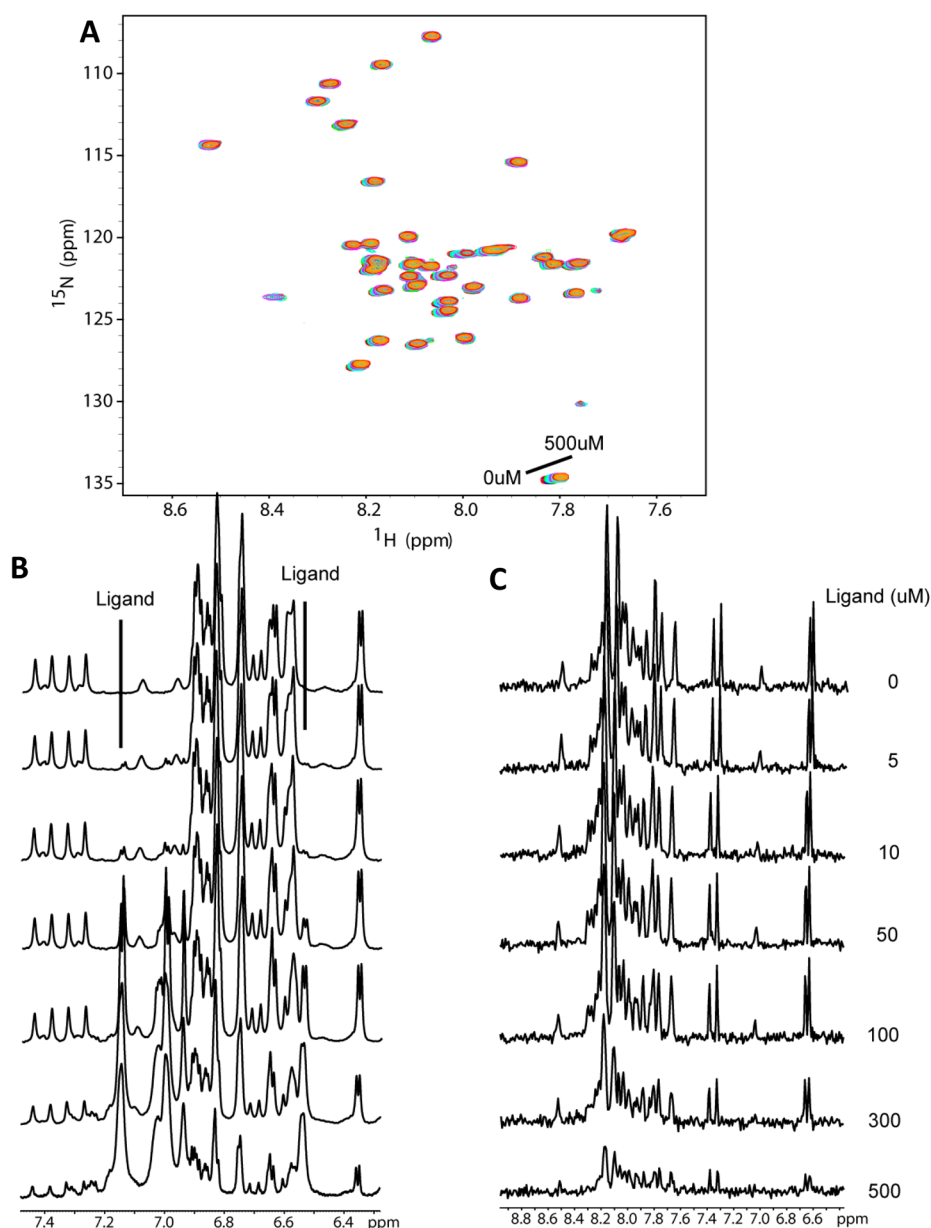 A
110
115
120
125
130
135
15N (ppm)
500uM
0uM
8.6 8.4 8.2 8.0 7.8 7.6
1H (ppm)
B
C
Ligand
Ligand
Ligand (uM)
0
5
10
50
100
300
500
7.4 7.2 7.0 6.8 6.6 6.4 ppm
8.8 8.6 8.4 8.2 8.0 7.8 7.6 7.4 7.2 7.0 6.8 6.6 6.4
ppm